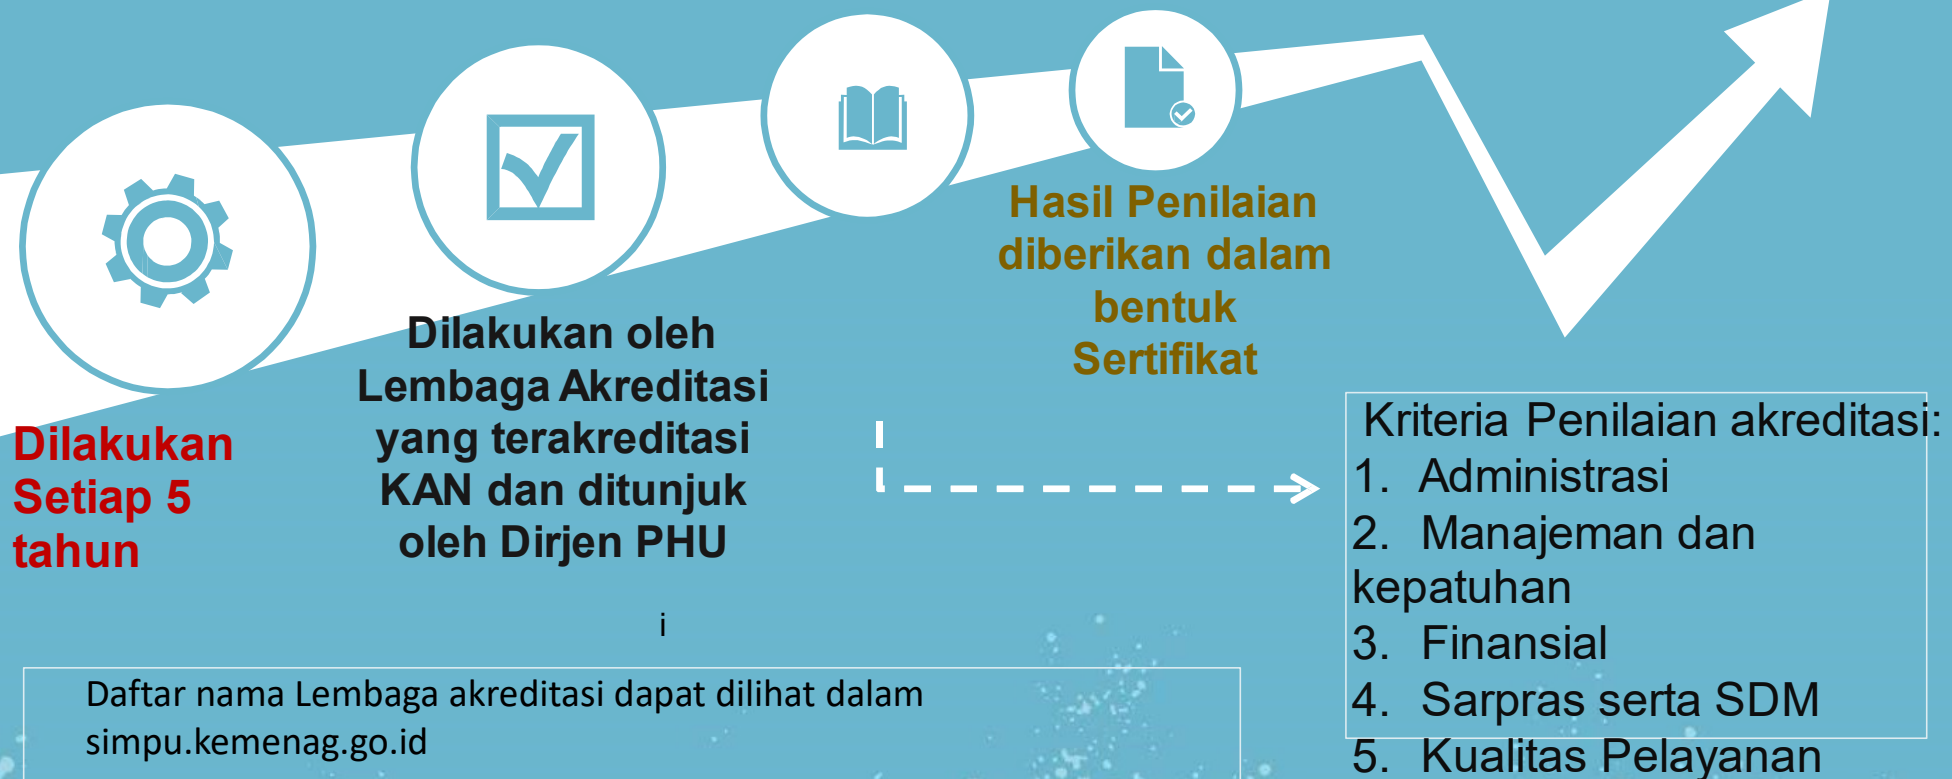 Dilakukan
Setiap 5
tahun
Dilakukan oleh
Lembaga Akreditasi
yang terakreditasi
KAN dan ditunjuk
oleh Dirjen PHU
Hasil Penilaian
diberikan dalam
bentuk
Sertifikat
Kriteria Penilaian akreditasi:
1. Administrasi
2. Manajeman dan
kepatuhan
3. Finansial
4. Sarpras serta SDM
5. Kualitas Pelayanan
i
Daftar nama Lembaga akreditasi dapat dilihat dalam
simpu.kemenag.go.id